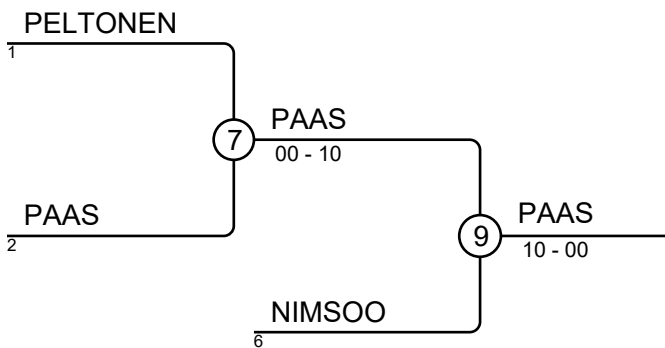 PELTONEN
1
7
PAAS
00 - 10
PAAS
2
9
PAAS
10 - 00
NIMSOO
6